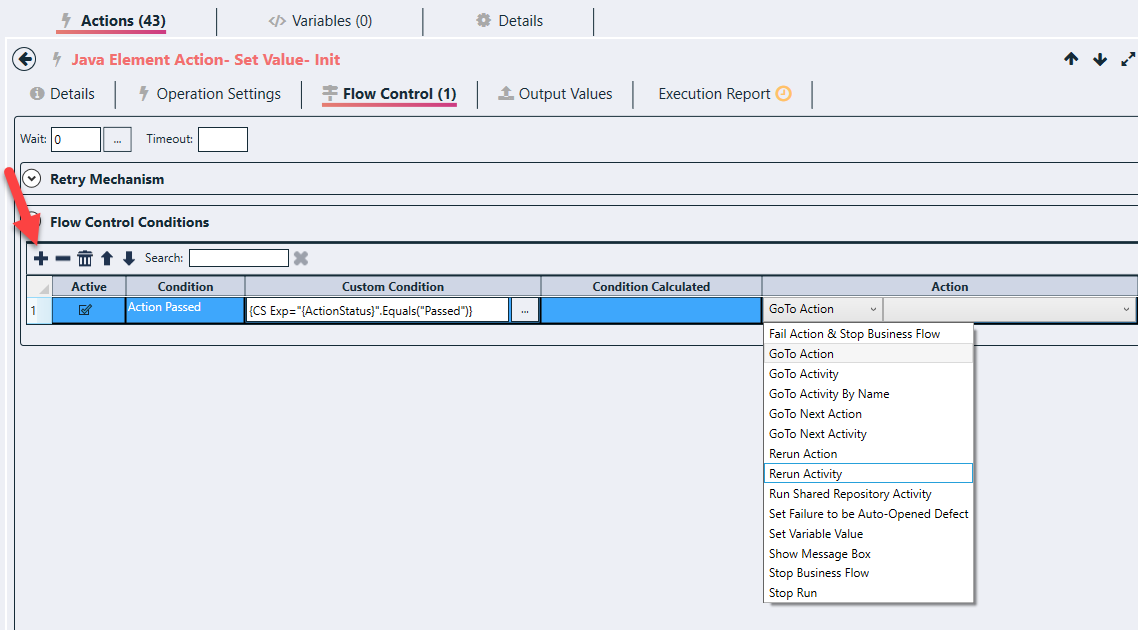 Actions (43)
Variables (0)
Details
Java Element Action- Set Value- Init
Details
Operation Settings
Flow Control (1)
Output Values
Execution Report
Wait: 0 ... Timeout:
Retry Mechanism
Flow Control Conditions
Search:
Active Condition Custom Condition Condition Calculated Action
1 Action Passed {CS Exp="{ActionStatus}".Equals("Passed")} ... GoTo Action
Fail Action & Stop Business Flow
GoTo Action
GoTo Activity
GoTo Activity By Name
GoTo Next Action
GoTo Next Activity
Rerun Action
Rerun Activity
Run Shared Repository Activity
Set Failure to be Auto-Opened Defect
Set Variable Value
Show Message Box
Stop Business Flow
Stop Run